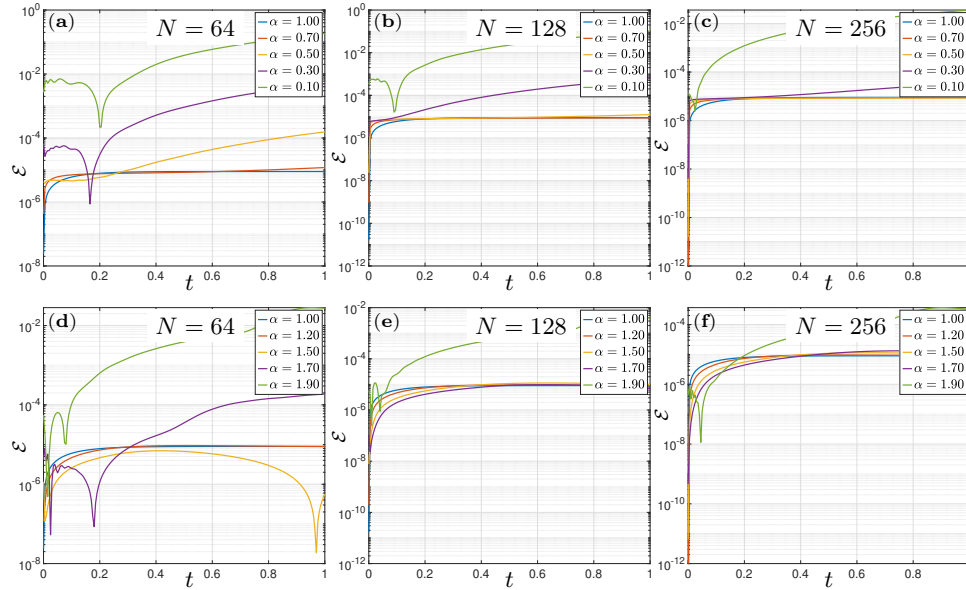 (a)
N = 64
α = 1.00
α = 0.70
α = 0.50
α = 0.30
α = 0.10
10^0
10^-2
10^-4
10^-6
10^-8
ℰ
0
0.2
0.4
0.6
0.8
1
t
(b)
N = 128
α = 1.00
α = 0.70
α = 0.50
α = 0.30
α = 0.10
10^-2
10^-4
10^-6
10^-8
10^-10
10^-12
ℰ
0
0.2
0.4
0.6
0.8
1
t
(c)
N = 256
α = 1.00
α = 0.70
α = 0.50
α = 0.30
α = 0.10
10^-2
10^-4
10^-6
10^-8
10^-10
10^-12
ℰ
0
0.2
0.4
0.6
0.8
t
(d)
N = 64
α = 1.00
α = 1.20
α = 1.50
α = 1.70
α = 1.90
10^-2
10^-4
10^-6
10^-8
ℰ
0
0.2
0.4
0.6
0.8
1
t
(e)
N = 128
α = 1.00
α = 1.20
α = 1.50
α = 1.70
α = 1.90
10^-2
10^-4
10^-6
10^-8
10^-10
10^-12
ℰ
0
0.2
0.4
0.6
0.8
1
t
(f)
N = 256
α = 1.00
α = 1.20
α = 1.50
α = 1.70
α = 1.90
10^-4
10^-6
10^-8
10^-10
10^-12
ℰ
0
0.2
0.4
0.6
0.8
t